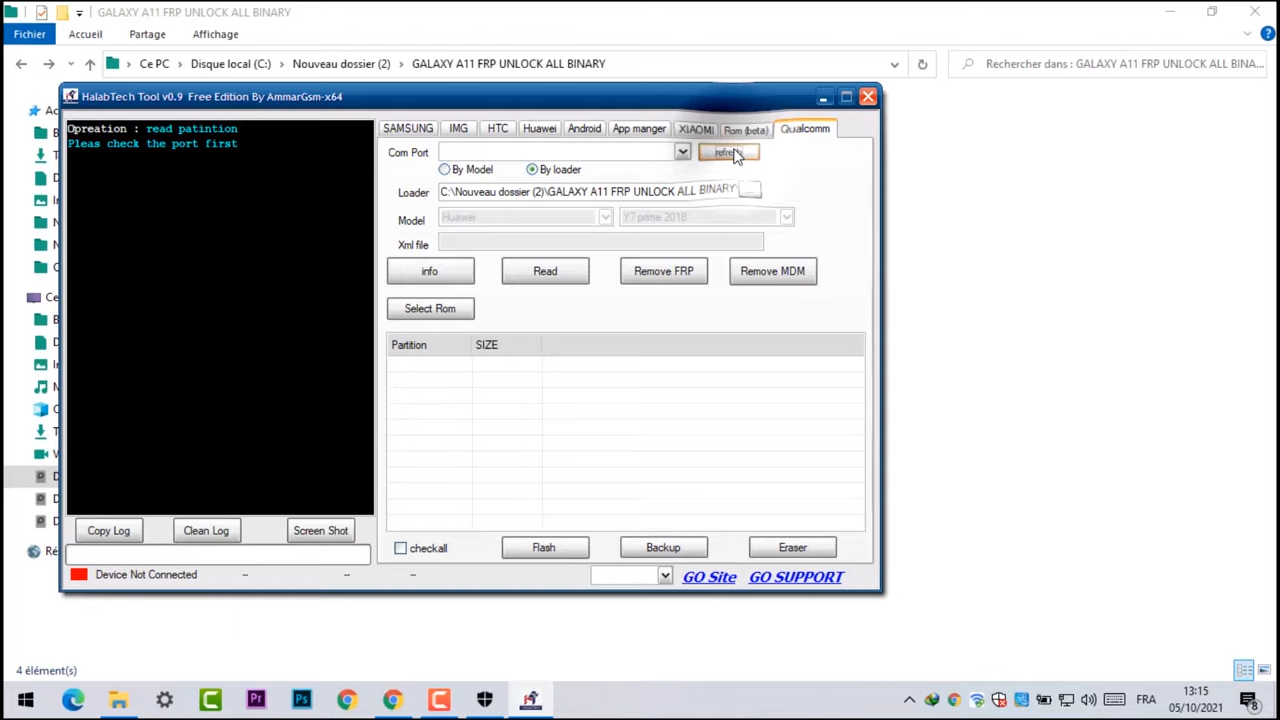 GALAXY A11 FRP UNLOCK ALL BINARY
Fichier Accueil Partage Affichage
Ce PC Disque local (C:) Nouveau dossier (2) GALAXY A11 FRP UNLOCK ALL BINARY
Rechercher dans : GALAXY A11 FRP UNLOCK ALL BINA...
HalabTech Tool v0.9 Free Edition By AmmarGsm-x64
Opreation : read patintion
Pleas check the port first
SAMSUNG IMG HTC Huawei Android App manger XIAOMI Rom (beta) Qualcomm
Com Port
By Model By loader
Loader C:\Nouveau dossier (2)\GALAXY A11 FRP UNLOCK ALL BINARY ...
Model Huawei Y7 prime 2018
Xml file
info Read Remove FRP Remove MDM
Select Rom
Partition SIZE
Copy Log Clean Log Screen Shot
checkall Flash Backup Eraser
Device Not Connected -- -- --
GO Site GO SUPPORT
4 élément(s)
Pr Ps
FRA
13:15
05/10/2021
8